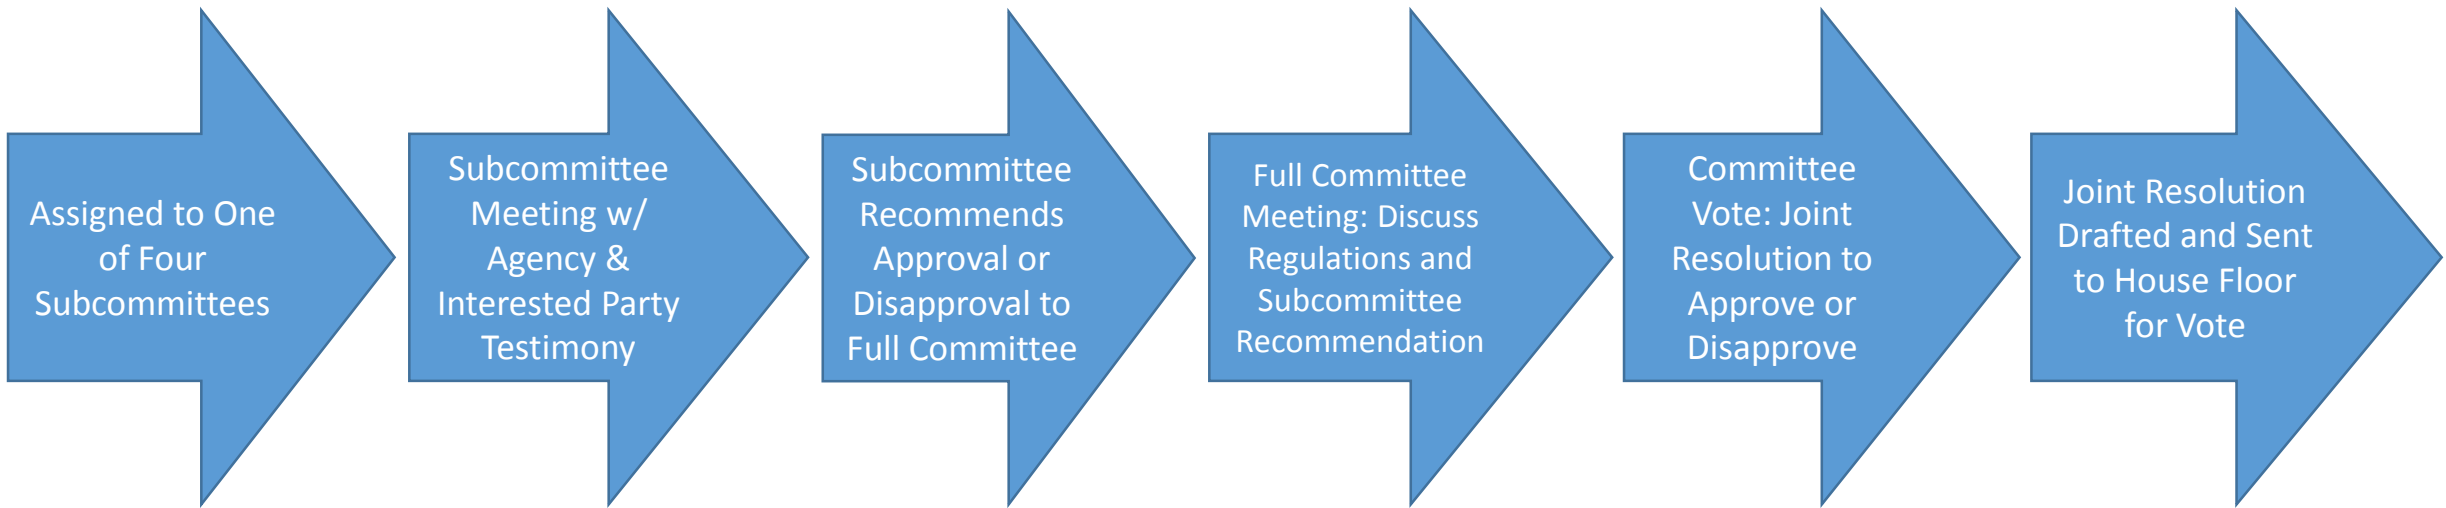 Assigned to One
of Four
Subcommittees
Subcommittee
Meeting w/
Agency &
Interested Party
Testimony
Subcommittee
Recommends
Approval or
Disapproval to
Full Committee
Full Committee
Meeting: Discuss
Regulations and
Subcommittee
Recommendation
Committee
Vote: Joint
Resolution to
Approve or
Disapprove
Joint Resolution
Drafted and Sent
to House Floor
for Vote